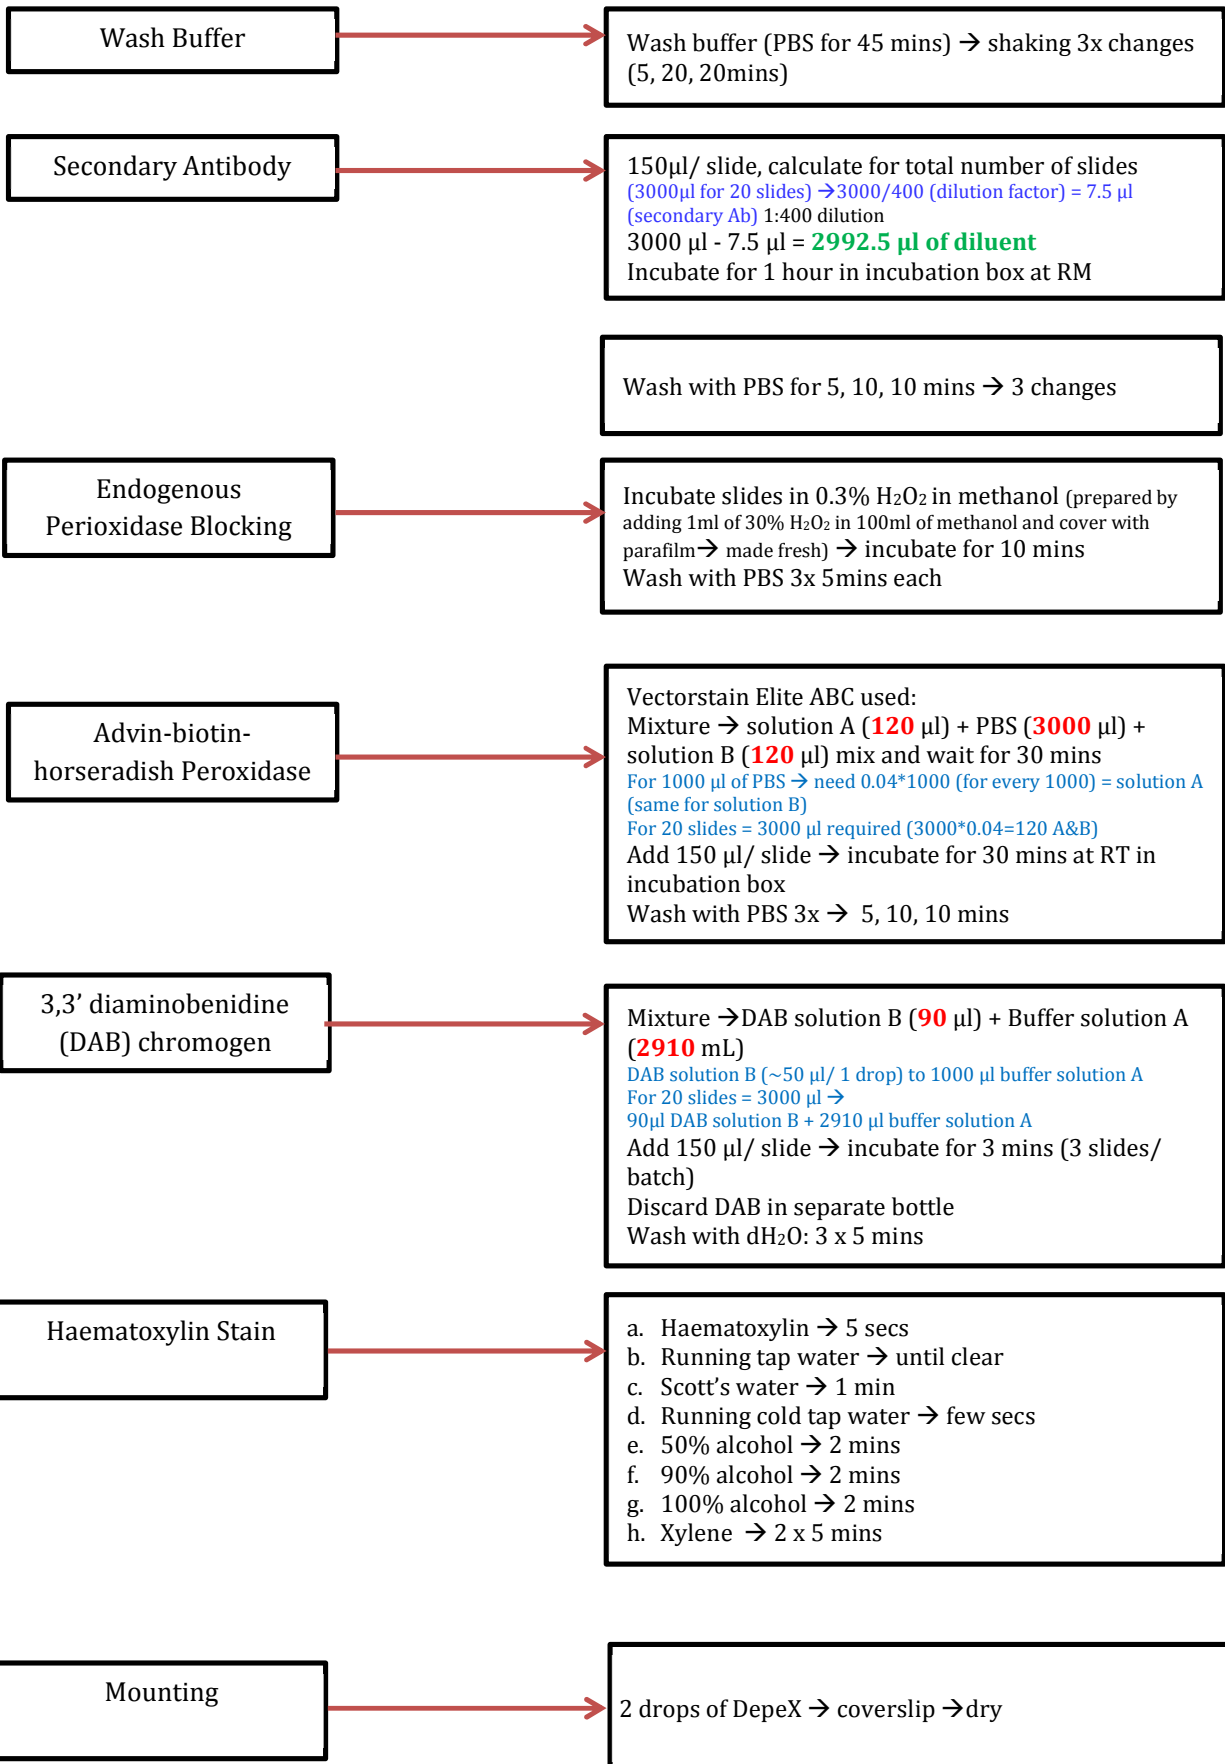 Wash Buffer
Wash buffer (PBS for 45 mins) → shaking 3x changes
(5, 20, 20mins)
Secondary Antibody
150µl/ slide, calculate for total number of slides
(3000µl for 20 slides) →3000/400 (dilution factor) = 7.5 µl
(secondary Ab) 1:400 dilution
3000 µl - 7.5 µl = 2992.5 µl of diluent
Incubate for 1 hour in incubation box at RM
Wash with PBS for 5, 10, 10 mins → 3 changes
Endogenous
Perioxidase Blocking
Incubate slides in 0.3% H₂O₂ in methanol (prepared by
adding 1ml of 30% H₂O₂ in 100ml of methanol and cover with
parafilm→ made fresh) → incubate for 10 mins
Wash with PBS 3x 5mins each
Advin-biotin-
horseradish Peroxidase
Vectorstain Elite ABC used:
Mixture → solution A (120 µl) + PBS (3000 µl) +
solution B (120 µl) mix and wait for 30 mins
For 1000 µl of PBS → need 0.04*1000 (for every 1000) = solution A
(same for solution B)
For 20 slides = 3000 µl required (3000*0.04=120 A&B)
Add 150 µl/ slide → incubate for 30 mins at RT in
incubation box
Wash with PBS 3x → 5, 10, 10 mins
3,3’ diaminobenidine
(DAB) chromogen
Mixture →DAB solution B (90 µl) + Buffer solution A
(2910 mL)
DAB solution B (~50 µl/ 1 drop) to 1000 µl buffer solution A
For 20 slides = 3000 µl →
90µl DAB solution B + 2910 µl buffer solution A
Add 150 µl/ slide → incubate for 3 mins (3 slides/
batch)
Discard DAB in separate bottle
Wash with dH₂O: 3 x 5 mins
Haematoxylin Stain
a. Haematoxylin → 5 secs
b. Running tap water → until clear
c. Scott’s water → 1 min
d. Running cold tap water → few secs
e. 50% alcohol → 2 mins
f. 90% alcohol → 2 mins
g. 100% alcohol → 2 mins
h. Xylene → 2 x 5 mins
Mounting
2 drops of DepeX → coverslip →dry